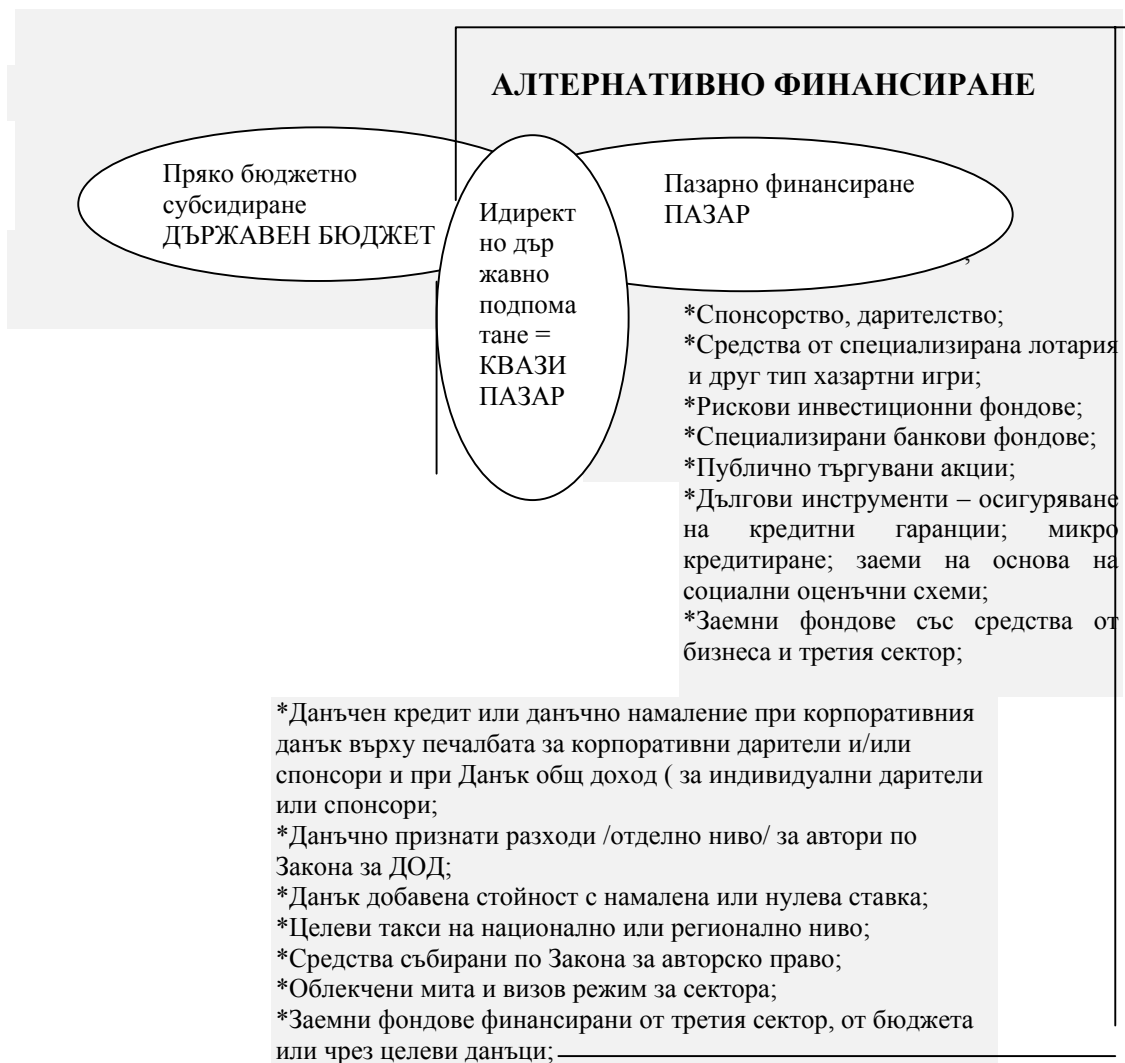 АЛТЕРНАТИВНО ФИНАНСИРАНЕ
Пряко бюджетно
субсидиране
ДЪРЖАВЕН БЮДЖЕТ
Идирект
но дър
жавно
подпома
тане =
КВАЗИ
ПАЗАР
Пазарно финансиране
ПАЗАР
;
*Спонсорство, дарителство;
*Средства от специализирана лотария
и друг тип хазартни игри;
*Рискови инвестиционни фондове;
*Специализирани банкови фондове;
*Публично търгувани акции;
*Дългови инструменти – осигуряване
на кредитни гаранции; микро
кредитиране; заеми на основа на
социални оценъчни схеми;
*Заемни фондове със средства от
бизнеса и третия сектор;
*Данъчен кредит или данъчно намаление при корпоративния
данък върху печалбата за корпоративни дарители и/или
спонсори и при Данък общ доход ( за индивидуални дарители
или спонсори;
*Данъчно признати разходи /отделно ниво/ за автори по
Закона за ДОД;
*Данък добавена стойност с намалена или нулева ставка;
*Целеви такси на национално или регионално ниво;
*Средства събирани по Закона за авторско право;
*Облекчени мита и визов режим за сектора;
*Заемни фондове финансирани от третия сектор, от бюджета
или чрез целеви данъци;